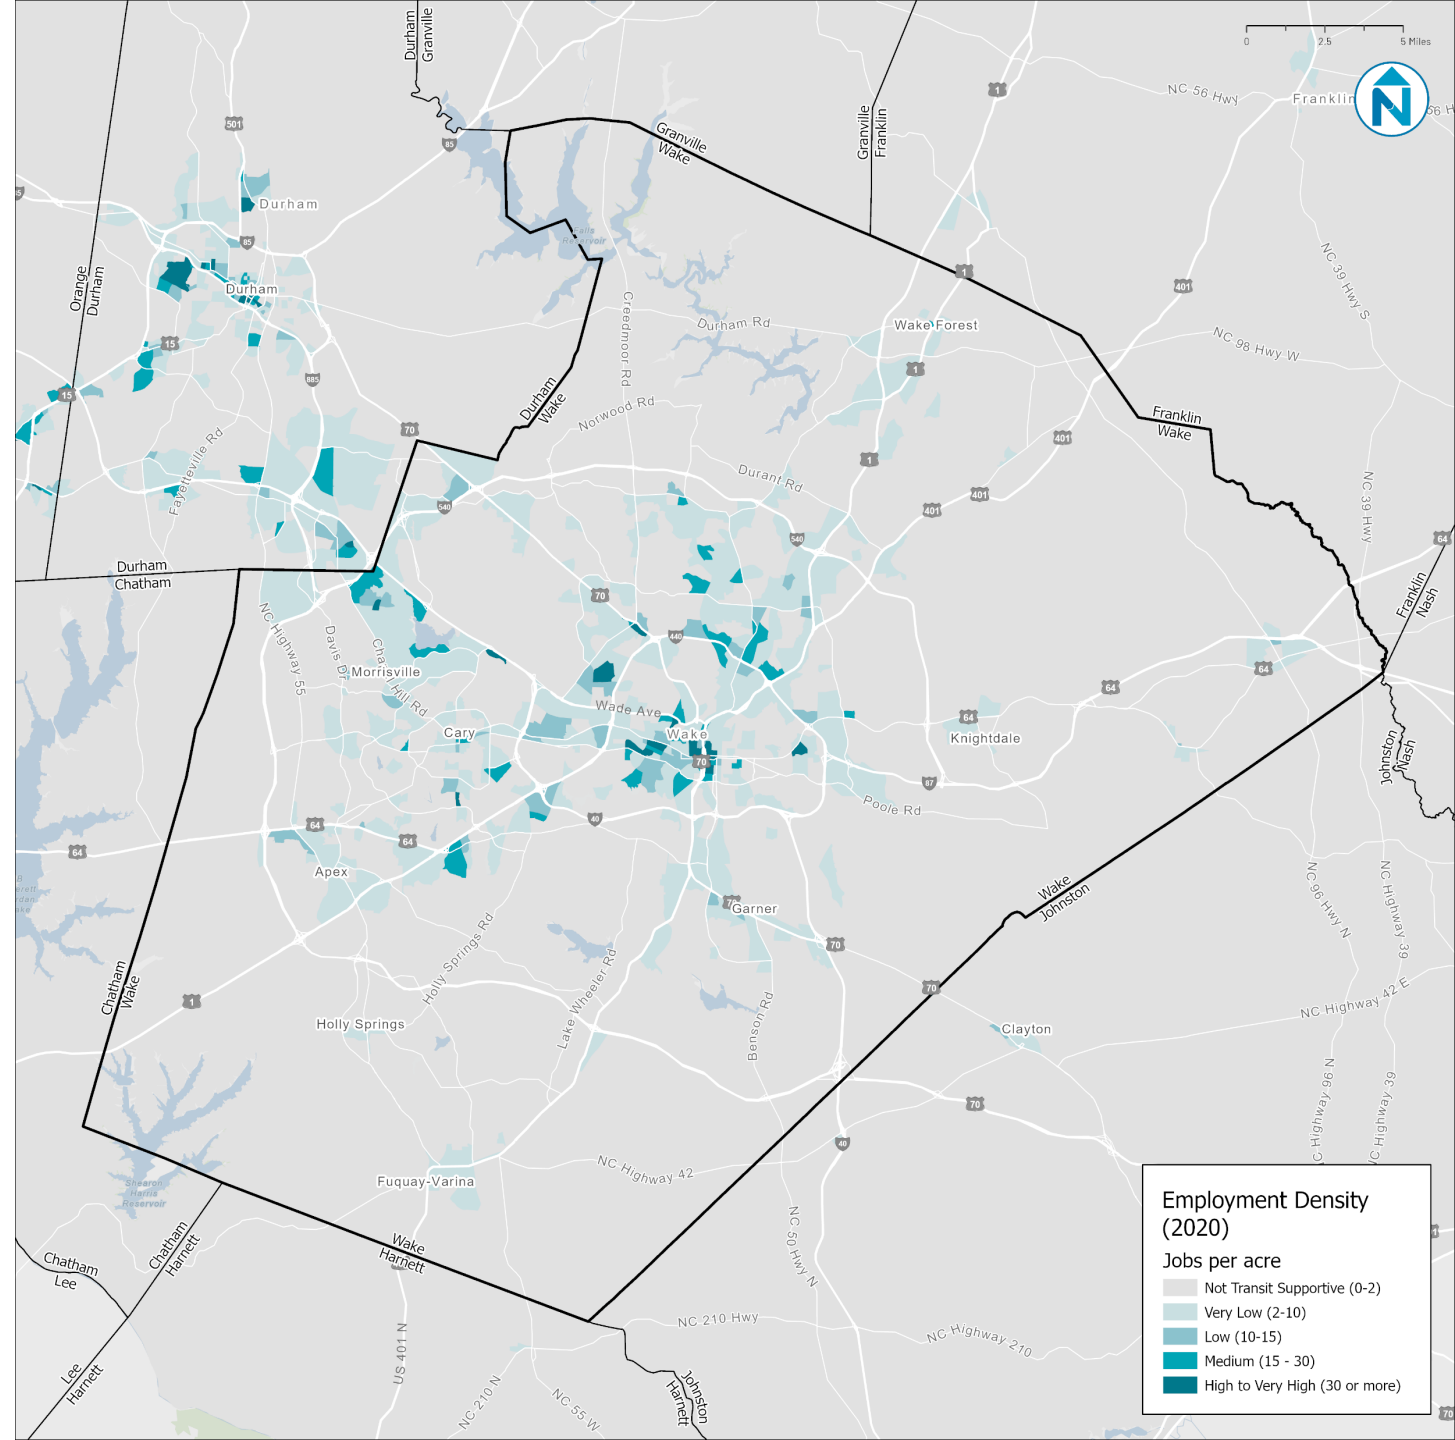 Durham
Granville
0
2.5
5 Miles
N
NC 56 Hwy
Franklin
56 H
1
501
85
Granville
Wake
Granville
Franklin
85
Durham
85
Falls
Reservoir
NC 39 Hwy S
Orange
Durham
Durham
1
401
Creedmoor Rd
Durham Rd
Wake Forest
NC 98 Hwy W
15
885
1
15
Durham
Wake
Norwood Rd
Franklin
Wake
70
401
Fayetteville Rd
1
Durant Rd
NC 39 Hwy
401
540
401
540
64
Durham
Chatham
Franklin
Nash
70
NC Highway 55
Davis Dr
440
Morrisville
64
64
Wade Ave
64
Cary
Wake
Knightdale
Johnston
Nash
70
87
Poole Rd
64
40
64
64
Apex
Wake
Johnston
NC 96 Hwy N
NC Highway 39
Garner
70
Holly Springs Rd
Lake Wheeler Rd
Chatham
Wake
1
70
NC Highway 42 E
Benson Rd
Holly Springs
Clayton
NC Highway 96 N
NC Highway 39
70
40
NC Highway 42
Shearon
Harris
Reservoir
Fuquay-Varina
NC 50 Hwy N
Chatham
Harnett
Wake
Harnett
Chatham
Lee
NC 210 Hwy
NC Highway 210
US 401 N
Lee
Harnett
NC 210 N
NC 55 W
Johnston
Harnett
70
Employment Density
(2020)
Jobs per acre
Not Transit Supportive (0-2)
Very Low (2-10)
Low (10-15)
Medium (15 - 30)
High to Very High (30 or more)